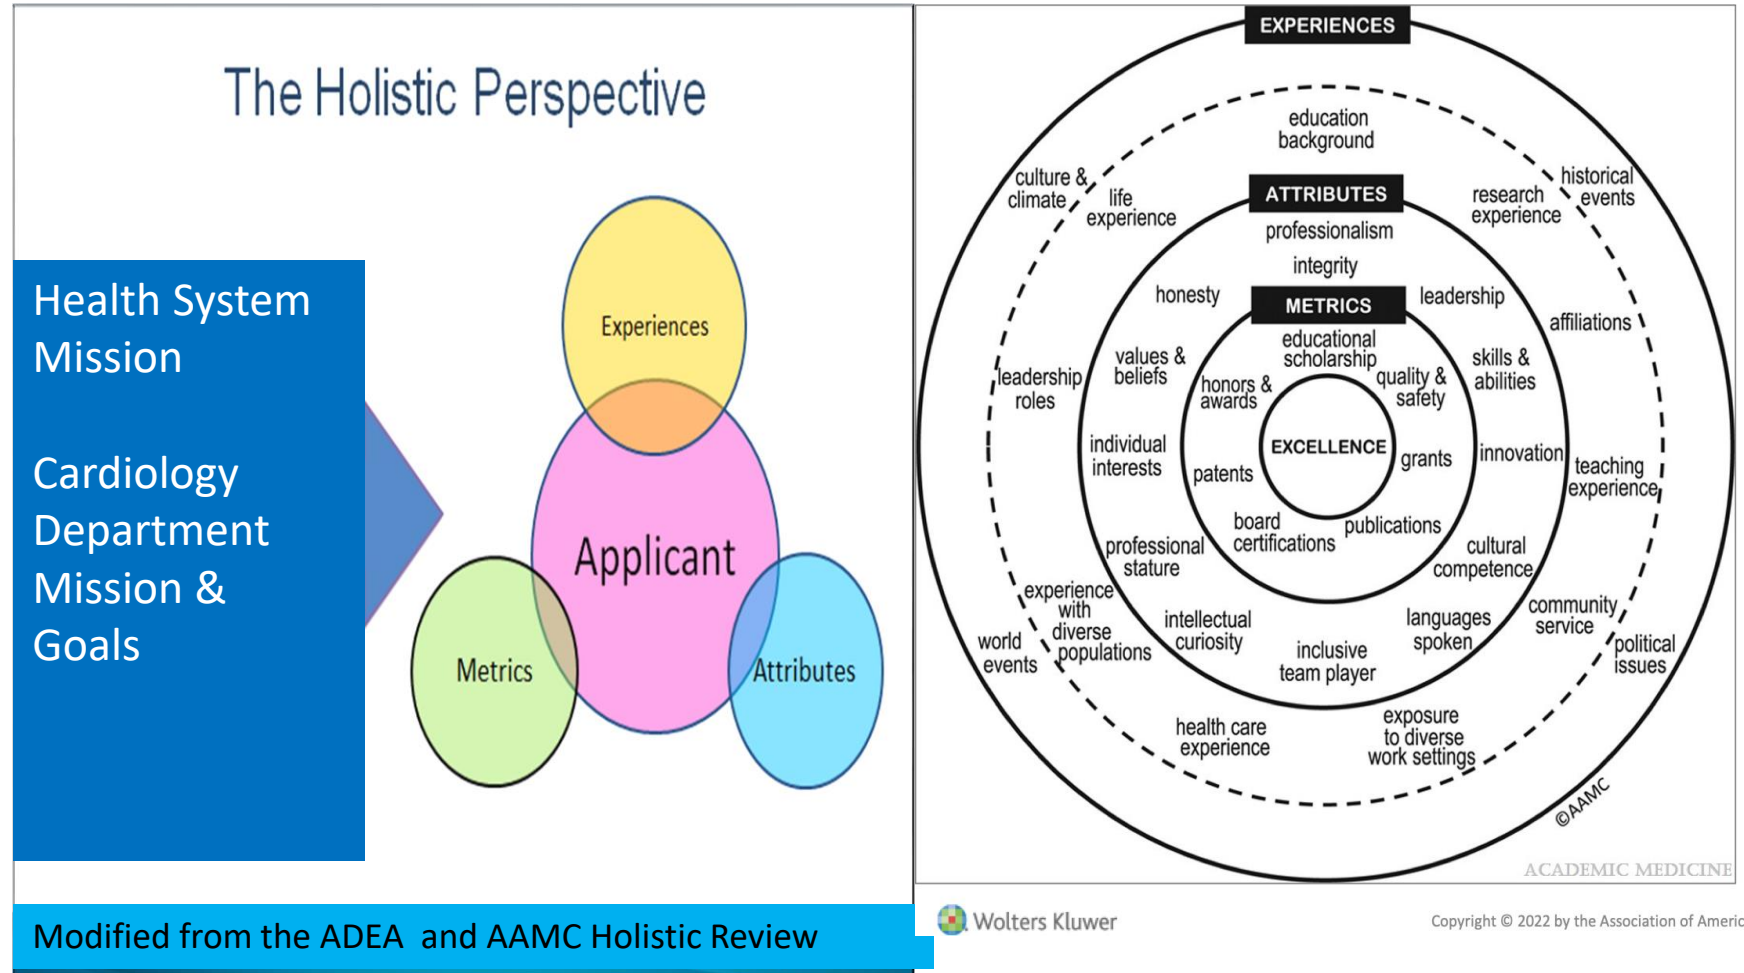 The Holistic Perspective
Health System
Mission
Cardiology
Department
Mission &
Goals
Experiences
Applicant
Metrics
Attributes
Modified from the ADEA and AAMC Holistic Review
EXPERIENCES
education
background
culture &
climate
life
experience
historical
events
research
experience
ATTRIBUTES
professionalism
integrity
honesty
leadership
affiliations
METRICS
educational
scholarship
values &
beliefs
skills &
abilities
leadership
roles
honors &
awards
quality &
safety
EXCELLENCE
individual
interests
patents
grants
innovation
teaching
experience
board
certifications
publications
professional
stature
cultural
competence
experience
with
diverse
populations
intellectual
curiosity
inclusive
team player
languages
spoken
community
service
world
events
political
issues
health care
experience
exposure
to diverse
work settings
©AAMC
ACADEMIC MEDICINE
Wolters Kluwer
Copyright © 2022 by the Association of Americ